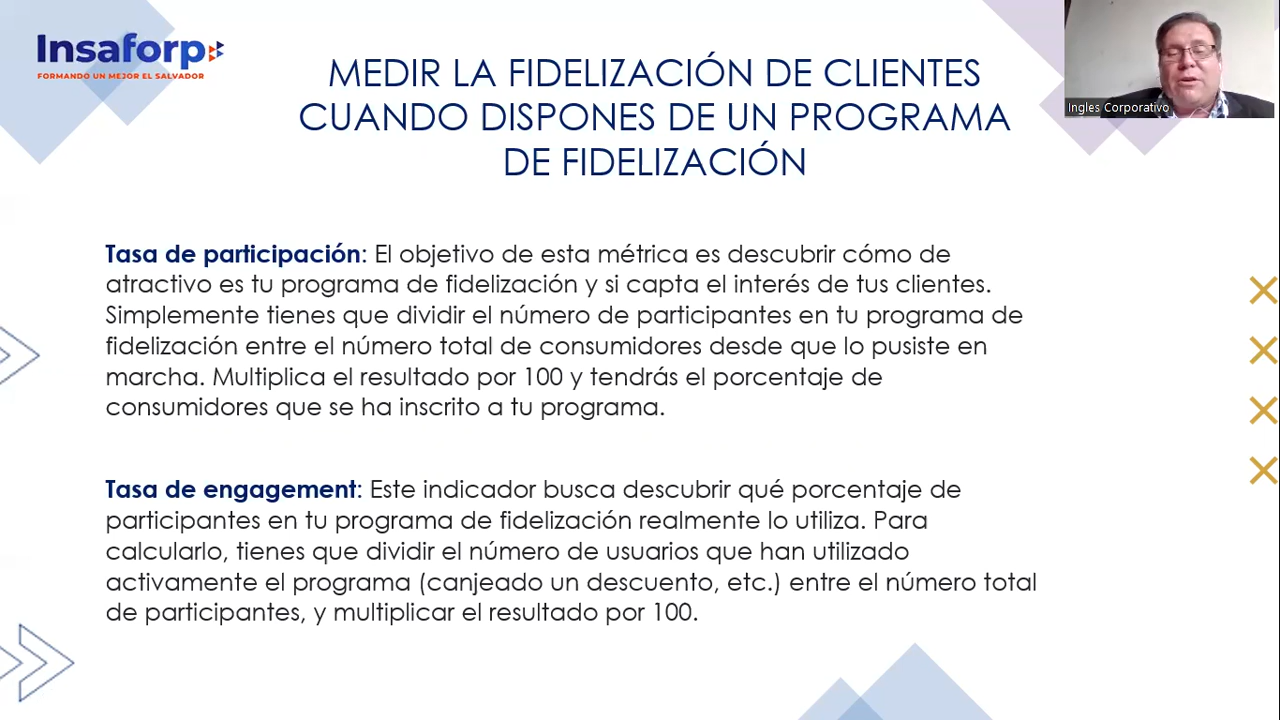 Insaforp
FORMANDO UN MEJOR EL SALVADOR
MEDIR LA FIDELIZACIÓN DE CLIENTES
CUANDO DISPONES DE UN PROGRAMA
DE FIDELIZACIÓN
Ingles Corporativo
Tasa de participación: El objetivo de esta métrica es descubrir cómo de
atractivo es tu programa de fidelización y si capta el interés de tus clientes.
Simplemente tienes que dividir el número de participantes en tu programa de
fidelización entre el número total de consumidores desde que lo pusiste en
marcha. Multiplica el resultado por 100 y tendrás el porcentaje de
consumidores que se ha inscrito a tu programa.
Tasa de engagement: Este indicador busca descubrir qué porcentaje de
participantes en tu programa de fidelización realmente lo utiliza. Para
calcularlo, tienes que dividir el número de usuarios que han utilizado
activamente el programa (canjeado un descuento, etc.) entre el número total
de participantes, y multiplicar el resultado por 100.